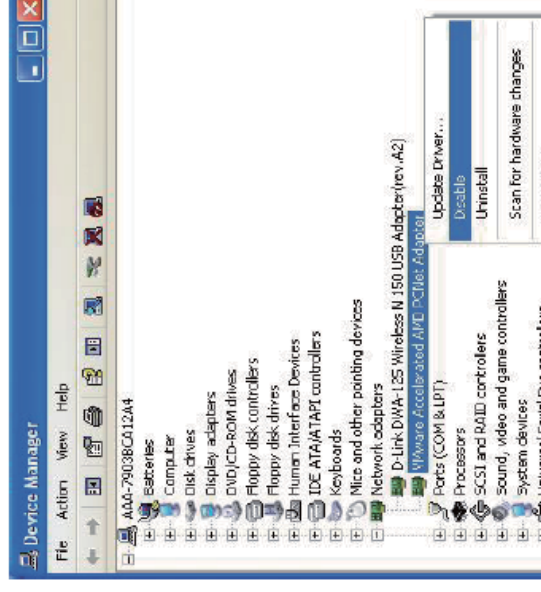 Device Manager
File Action View Help
AAA-7903BCA12A4
Batteries
Computer
Disk drives
Display adapters
DVD/CD-ROM drives
Floppy disk controllers
Floppy disk drives
Human Interface Devices
IDE ATA/ATAPI controllers
Keyboards
Mice and other pointing devices
Network adapters
D-Link DWA-125 Wireless N 150 USB Adapter(rev.A2)
VMware Accelerated AMD PCNet Adapter
Ports (COM & LPT)
Processors
SCSI and RAID controllers
Sound, video and game controllers
System devices
Update Driver...
Disable
Uninstall
Scan for hardware changes